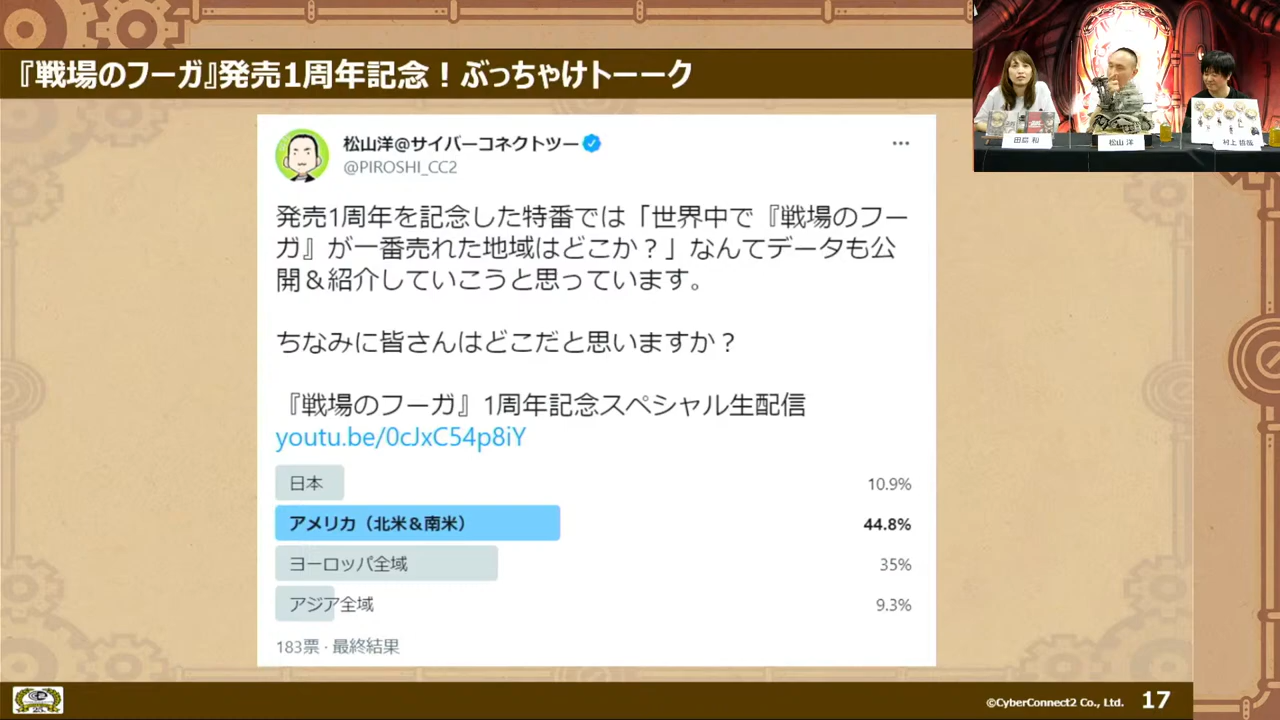 『戦場のフーガ』発売1周年記念！ぶっちゃけトーーク
松山洋@サイバーコネクトツー
@PIROSHI_CC2
発売1周年を記念した特番では「世界中で『戦場のフー
ガ』が一番売れた地域はどこか？」なんてデータも公
開＆紹介していこうと思っています。
ちなみに皆さんはどこだと思いますか？
『戦場のフーガ』1周年記念スペシャル生配信
youtu.be/0cJxC54p8iY
日本 10.9%
アメリカ（北米＆南米） 44.8%
ヨーロッパ全域 35%
アジア全域 9.3%
183票・最終結果
松山 洋
©CyberConnect2 Co., Ltd. 17